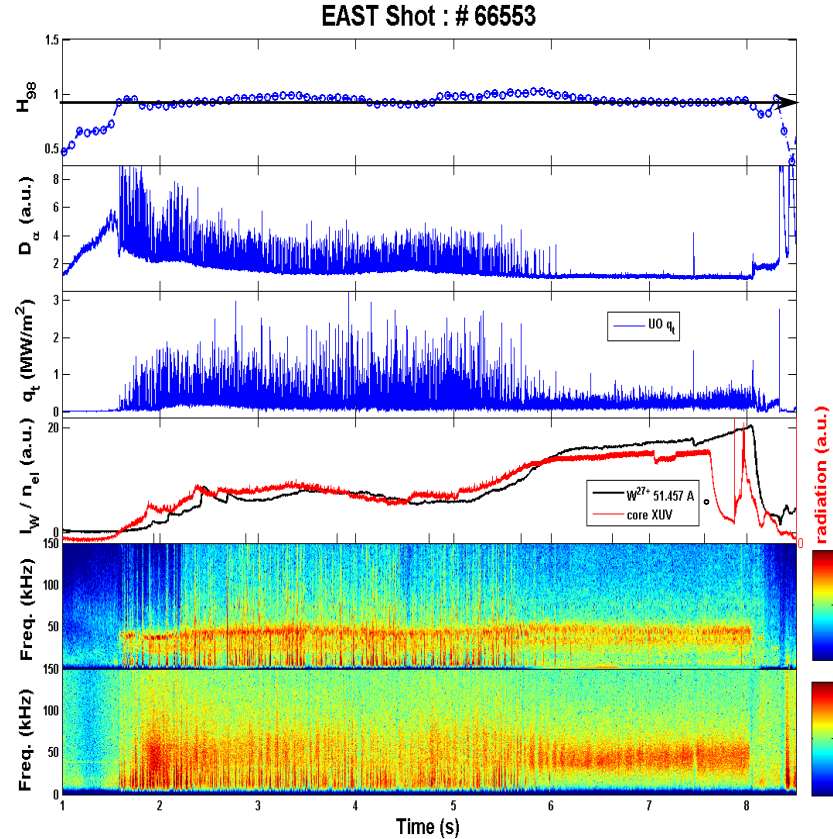 EAST Shot : # 66553
1.5
1
0.5
H98
8
6
4
2
Dα (a.u.)
3
2
1
0
qt (MW/m²)
UO qt
20
0
IW / nel (a.u.)
W²⁷⁺ 51.457 A
core XUV
0
radiation (a.u.)
150
100
50
Freq. (kHz)
150
100
50
0
Freq. (kHz)
1 2 3 4 5 6 7 8
Time (s)